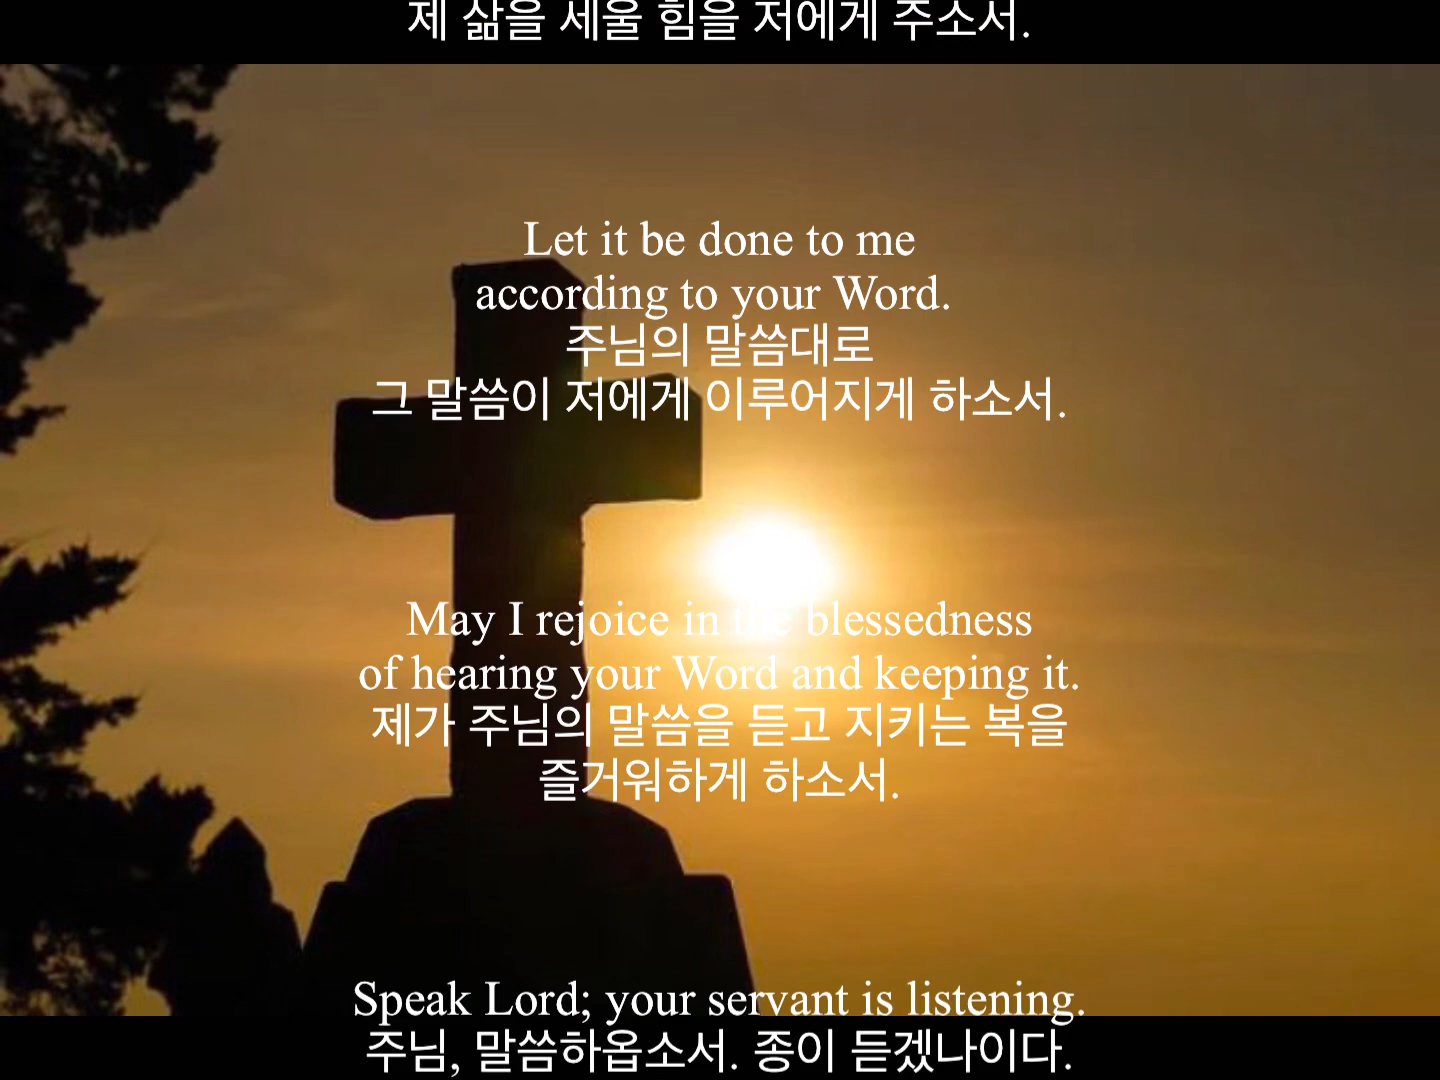 제 삶을 세울 힘을 저에게 주소서.
Let it be done to me
according to your Word.
주님의 말씀대로
그 말씀이 저에게 이루어지게 하소서.
May I rejoice in the blessedness
of hearing your Word and keeping it.
제가 주님의 말씀을 듣고 지키는 복을
즐거워하게 하소서.
Speak Lord; your servant is listening.
주님, 말씀하옵소서. 종이 듣겠나이다.